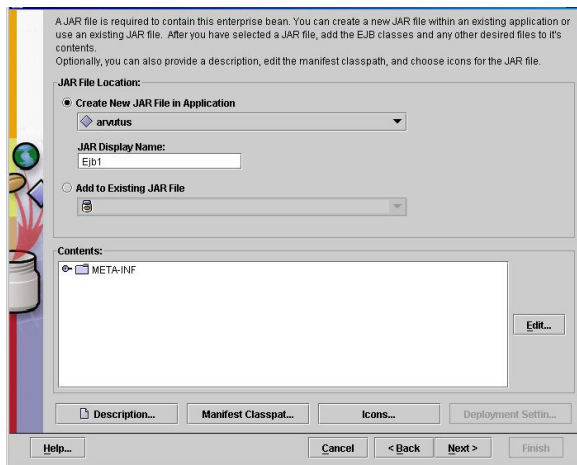 A JAR file is required to contain this enterprise bean. You can create a new JAR file within an existing application or
use an existing JAR file. After you have selected a JAR file, add the EJB classes and any other desired files to it's
contents.
Optionally, you can also provide a description, edit the manifest classpath, and choose icons for the JAR file.
JAR File Location:
Create New JAR File in Application
arvutus
JAR Display Name:
Ejb1
Add to Existing JAR File
Contents:
META-INF
Edit...
Description...
Manifest Classpat...
Icons...
Deployment Settin...
Help...
Cancel
< Back
Next >
Finish